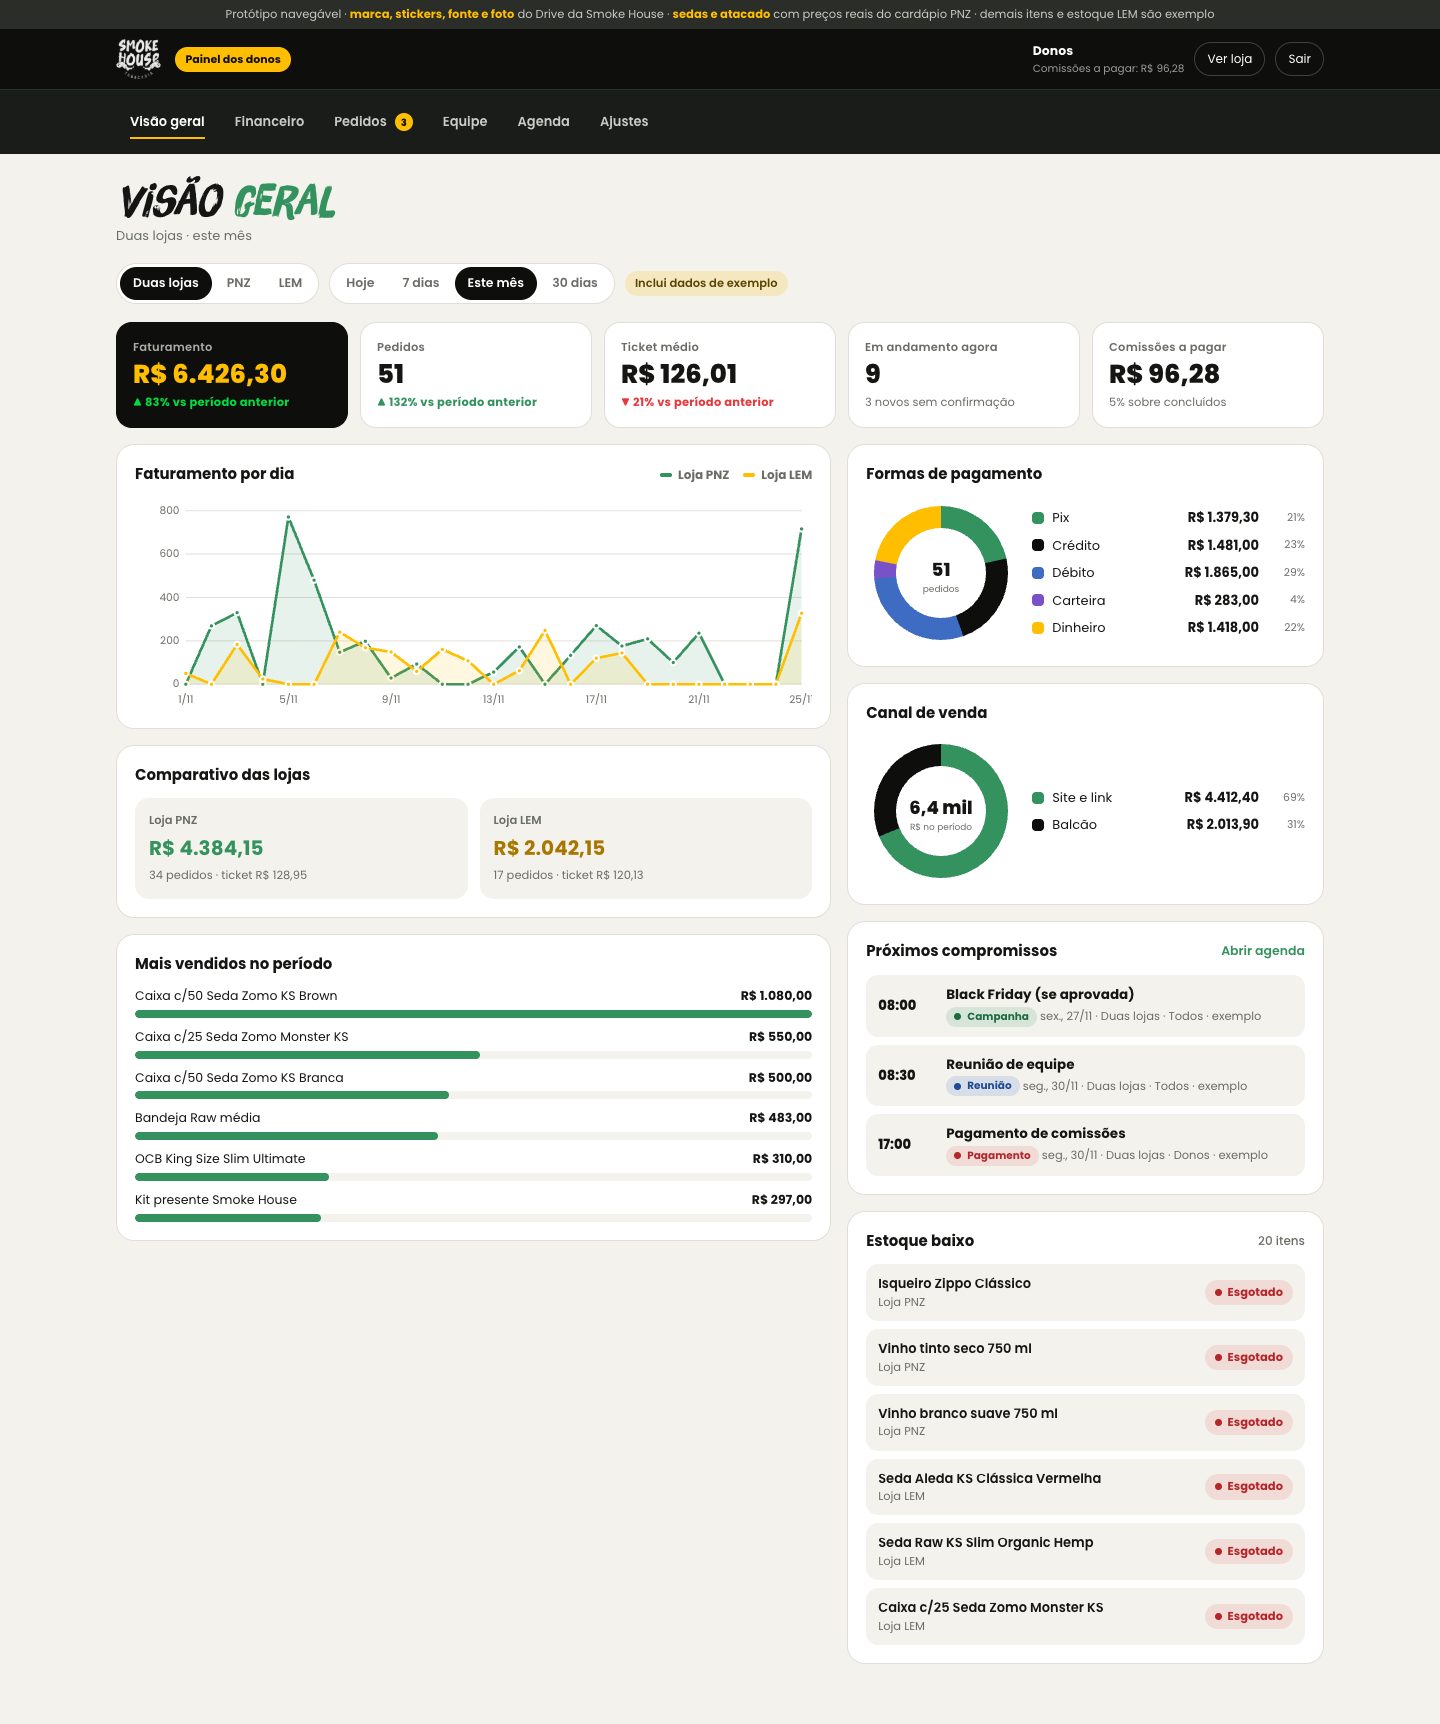 Protótipo navegável · marca, stickers, fonte e foto do Drive da Smoke House · sedas e atacado com preços reais do cardápio PNZ · demais itens e estoque LEM são exemplo
SMOKE
HOUSE
Painel dos donos
Donos
Comissões a pagar: R$ 96,28
Ver loja
Sair
Visão geral
Financeiro
Pedidos 3
Equipe
Agenda
Ajustes
VISÃO GERAL
Duas lojas · este mês
Duas lojas
PNZ
LEM
Hoje
7 dias
Este mês
30 dias
Inclui dados de exemplo
Faturamento
R$ 6.426,30
▲ 83% vs período anterior
Pedidos
51
▲ 132% vs período anterior
Ticket médio
R$ 126,01
▼ 21% vs período anterior
Em andamento agora
9
3 novos sem confirmação
Comissões a pagar
R$ 96,28
5% sobre concluídos
Faturamento por dia
Loja PNZ
Loja LEM
800
600
400
200
0
1/11
5/11
9/11
13/11
17/11
21/11
25/1
Comparativo das lojas
Loja PNZ
R$ 4.384,15
34 pedidos · ticket R$ 128,95
Loja LEM
R$ 2.042,15
17 pedidos · ticket R$ 120,13
Mais vendidos no período
Caixa c/50 Seda Zomo KS Brown R$ 1.080,00
Caixa c/25 Seda Zomo Monster KS R$ 550,00
Caixa c/50 Seda Zomo KS Branca R$ 500,00
Bandeja Raw média R$ 483,00
OCB King Size Slim Ultimate R$ 310,00
Kit presente Smoke House R$ 297,00
Formas de pagamento
51
pedidos
Pix R$ 1.379,30 21%
Crédito R$ 1.481,00 23%
Débito R$ 1.865,00 29%
Carteira R$ 283,00 4%
Dinheiro R$ 1.418,00 22%
Canal de venda
6,4 mil
R$ no período
Site e link R$ 4.412,40 69%
Balcão R$ 2.013,90 31%
Próximos compromissos
Abrir agenda
08:00
Black Friday (se aprovada)
Campanha sex., 27/11 · Duas lojas · Todos · exemplo
08:30
Reunião de equipe
Reunião seg., 30/11 · Duas lojas · Todos · exemplo
17:00
Pagamento de comissões
Pagamento seg., 30/11 · Duas lojas · Donos · exemplo
Estoque baixo
20 itens
Isqueiro Zippo Clássico
Loja PNZ
Esgotado
Vinho tinto seco 750 ml
Loja PNZ
Esgotado
Vinho branco suave 750 ml
Loja PNZ
Esgotado
Seda Aleda KS Clássica Vermelha
Loja LEM
Esgotado
Seda Raw KS Slim Organic Hemp
Loja LEM
Esgotado
Caixa c/25 Seda Zomo Monster KS
Loja LEM
Esgotado